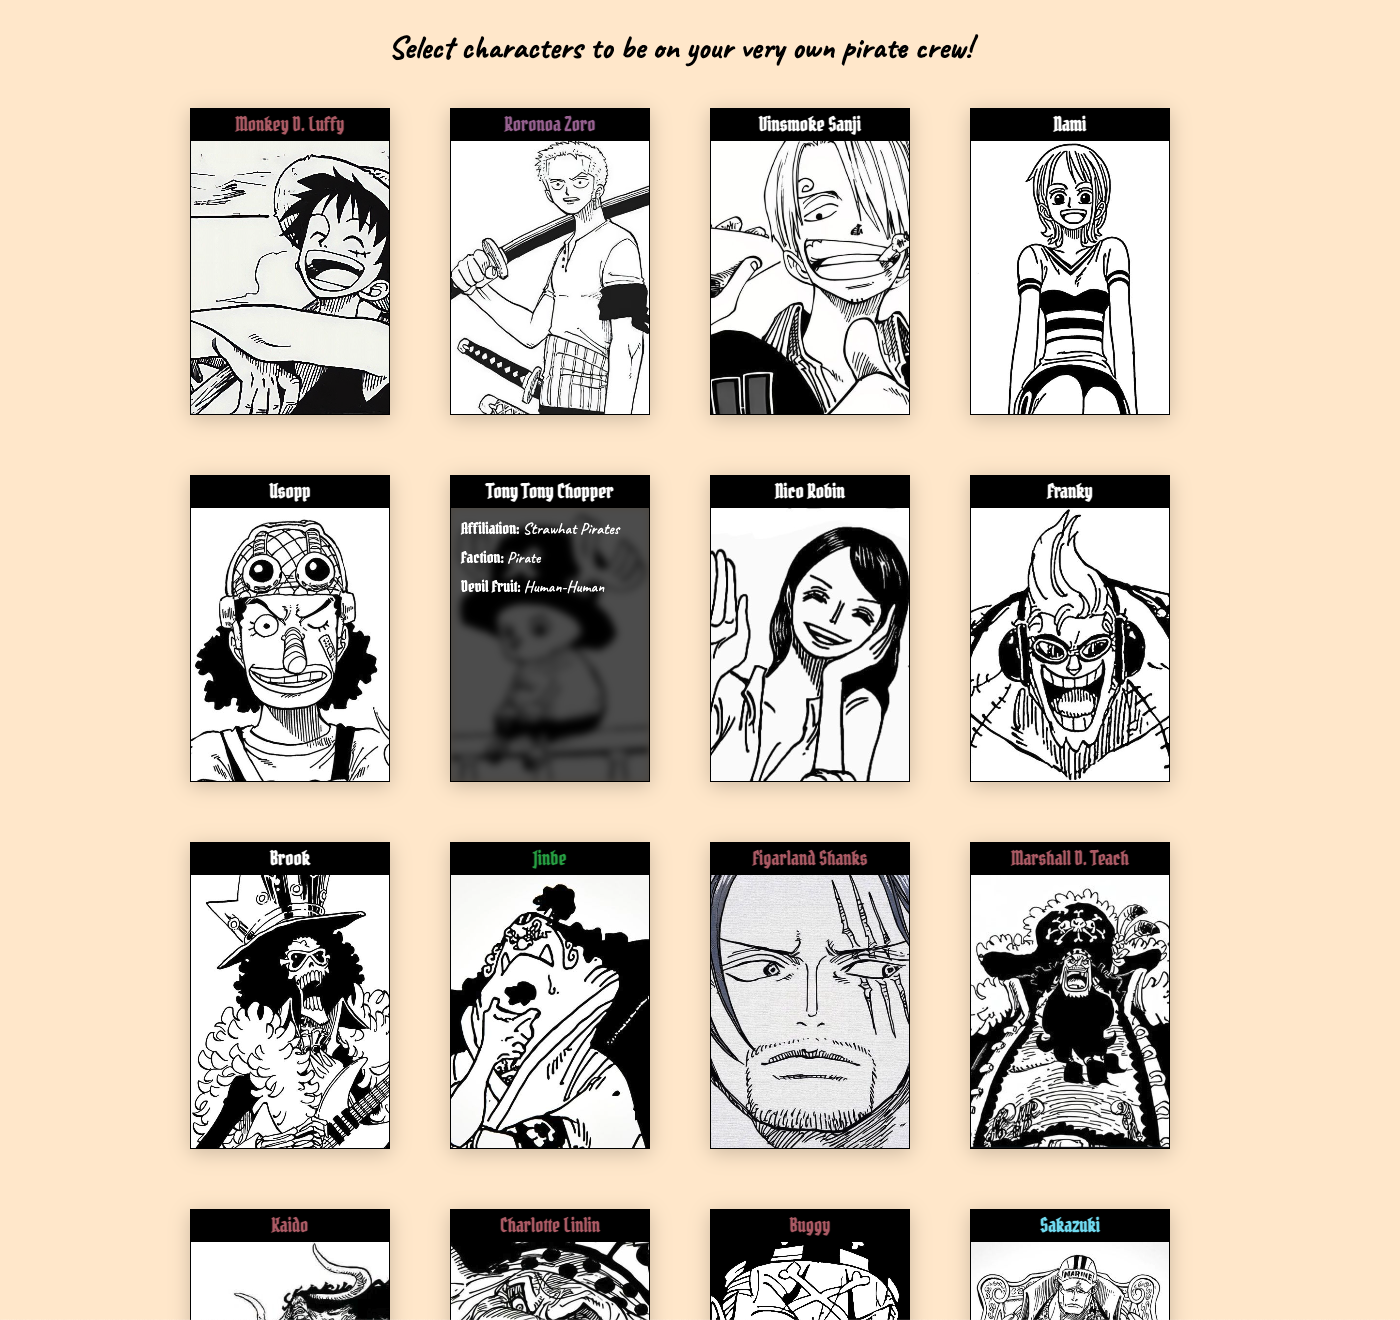 Select characters to be on your very own pirate crew!
Monkey D. Luffy
Roronoa Zoro
Vinsmoke Sanji
Nami
Usopp
Tony Tony Chopper
Affiliation: Strawhat Pirates
Faction: Pirate
Devil Fruit: Human-Human
Nico Robin
Franky
Brook
Jinbe
Figarland Shanks
Marshall D. Teach
Kaido
Charlotte Linlin
Buggy
Sakazuki
MARINE